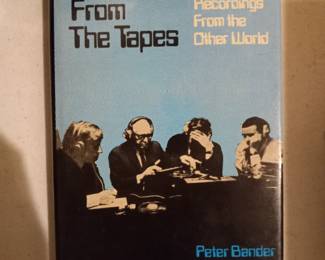 From
The Tapes
Recordings
From the
Other World
Peter Bander